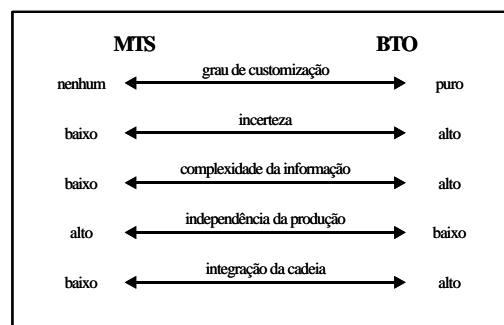 MTS BTO
grau de customização
nenhum puro
incerteza
baixo alto
complexidade da informação
baixo alto
independência da produção
alto baixo
integração da cadeia
baixo alto